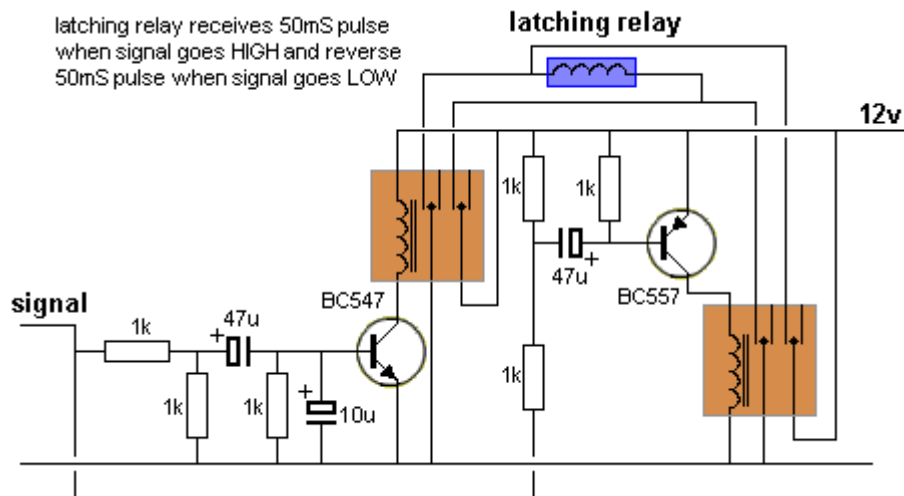 latching relay receives 50mS pulse
when signal goes HIGH and reverse
50mS pulse when signal goes LOW
latching relay
12v
1k
1k
47u
+
BC557
BC547
signal
1k
+
47u
1k
1k
+
10u
1k